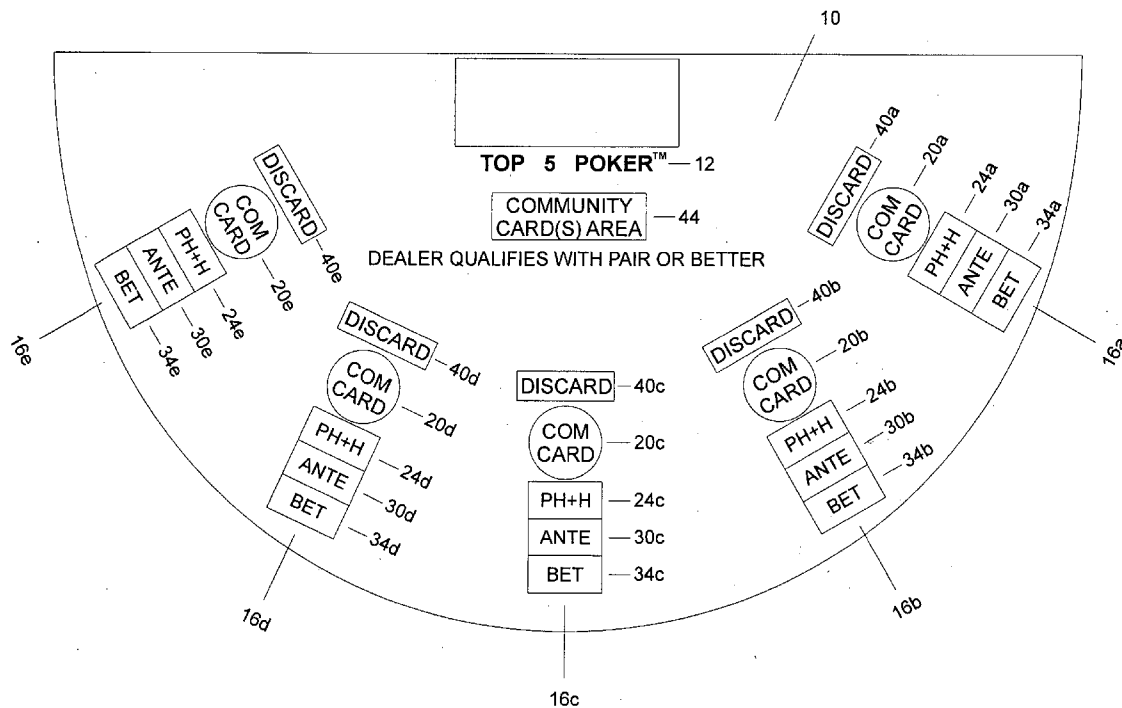 10
TOP 5 POKER™
12
COMMUNITY
CARD(S) AREA
44
DEALER QUALIFIES WITH PAIR OR BETTER
DISCARD
40e
COM
CARD
20e
PH+H
24e
ANTE
30e
BET
34e
16e
DISCARD
40d
COM
CARD
20d
PH+H
24d
ANTE
30d
BET
34d
16d
DISCARD
40c
COM
CARD
20c
PH+H
24c
ANTE
30c
BET
34c
16c
DISCARD
40b
COM
CARD
20b
PH+H
24b
ANTE
30b
BET
34b
16b
DISCARD
40a
COM
CARD
20a
PH+H
24a
ANTE
30a
BET
34a
16a